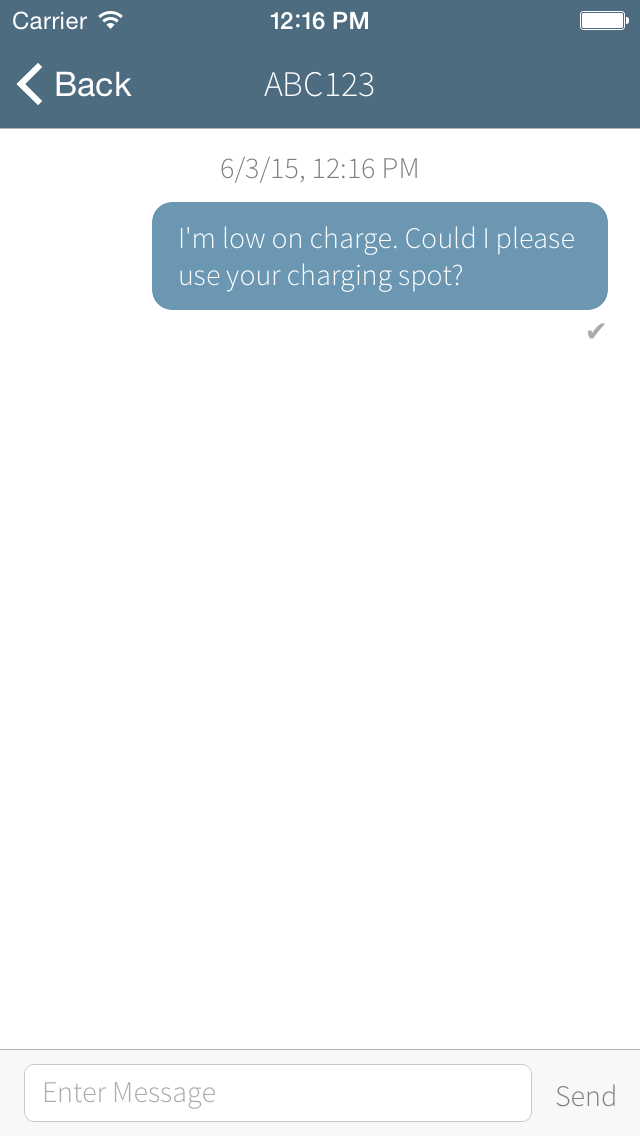 Carrier 12:16 PM
Back ABC123
6/3/15, 12:16 PM
I'm low on charge. Could I please
use your charging spot?
✔
Enter Message Send